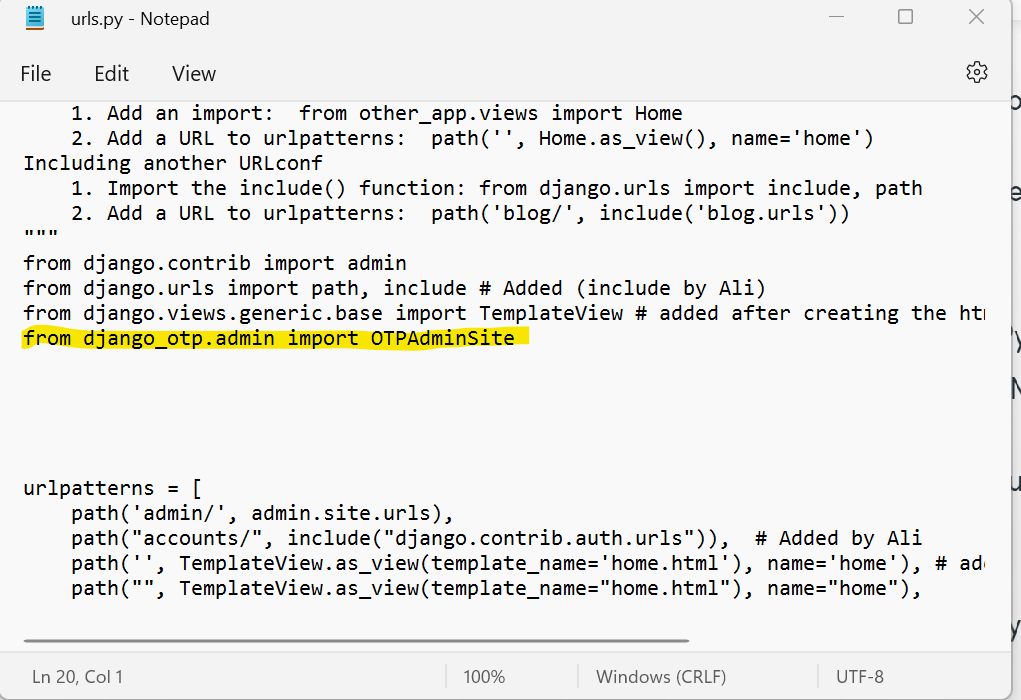 urls.py - Notepad
File Edit View
    1. Add an import:  from other_app.views import Home
    2. Add a URL to urlpatterns:  path('', Home.as_view(), name='home')
Including another URLconf
    1. Import the include() function: from django.urls import include, path
    2. Add a URL to urlpatterns:  path('blog/', include('blog.urls'))
"""
from django.contrib import admin
from django.urls import path, include # Added (include by Ali)
from django.views.generic.base import TemplateView # added after creating the
from django_otp.admin import OTPAdminSite
urlpatterns = [
    path('admin/', admin.site.urls),
    path("accounts/", include("django.contrib.auth.urls")),  # Added by Ali
    path('', TemplateView.as_view(template_name='home.html'), name='home'), #
    path("", TemplateView.as_view(template_name="home.html"), name="home"),
Ln 20, Col 1 100% Windows (CRLF) UTF-8